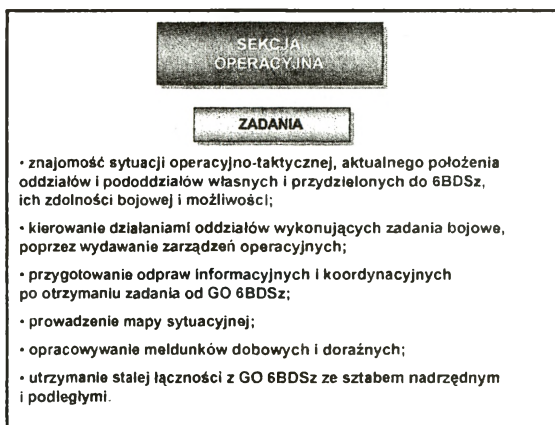 SEKCJA
OPERACYJNA
ZADANIA
• znajomość sytuacji operacyjno-taktycznej, aktualnego położenia
oddziałów i pododdziałów własnych i przydzielonych do 6BDSz,
ich zdolności bojowej i możliwości;
• kierowanie działaniami oddziałów wykonujących zadania bojowe,
poprzez wydawanie zarządzeń operacyjnych;
• przygotowanie odpraw informacyjnych i koordynacyjnych
po otrzymaniu zadania od GO 6BDSz;
• prowadzenie mapy sytuacyjnej;
• opracowywanie meldunków dobowych i doraźnych;
• utrzymanie stałej łączności z GO 6BDSz ze sztabem nadrzędnym
i podległymi.